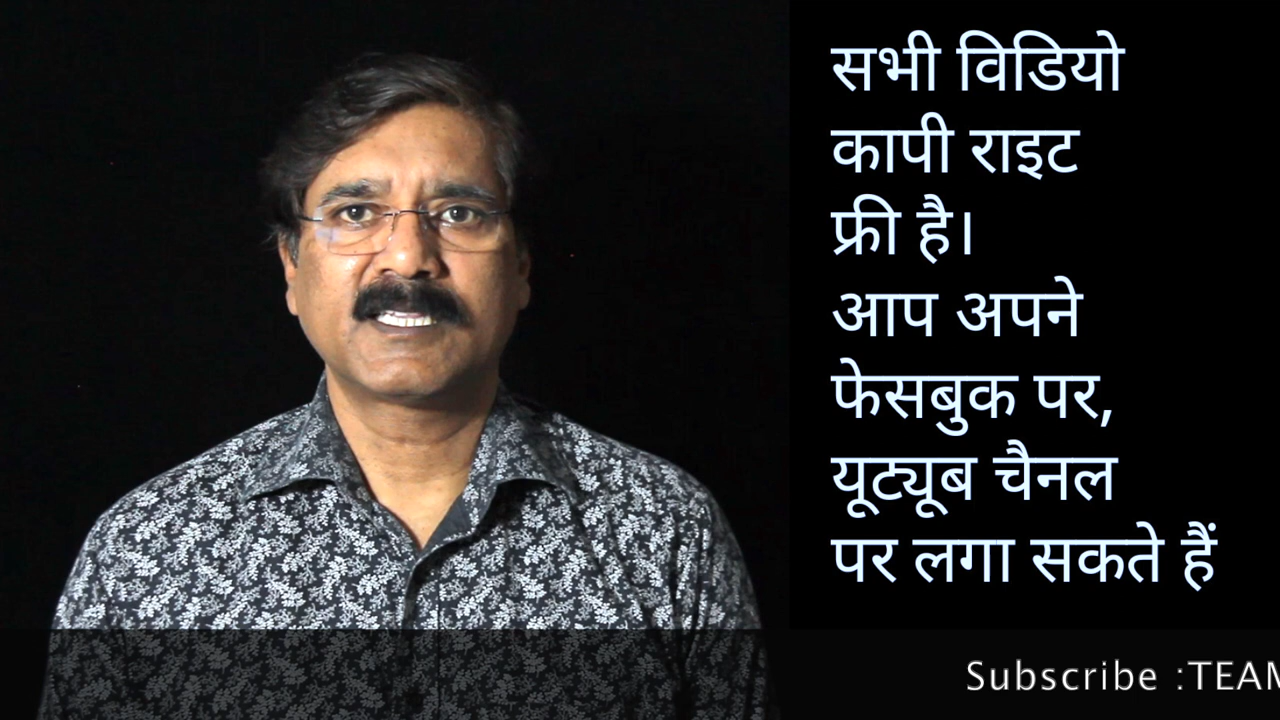 सभी विडियो
कापी राइट
फ्री है।
आप अपने
फेसबुक पर,
यूट्यूब चैनल
पर लगा सकते हैं
Subscribe :TEAM